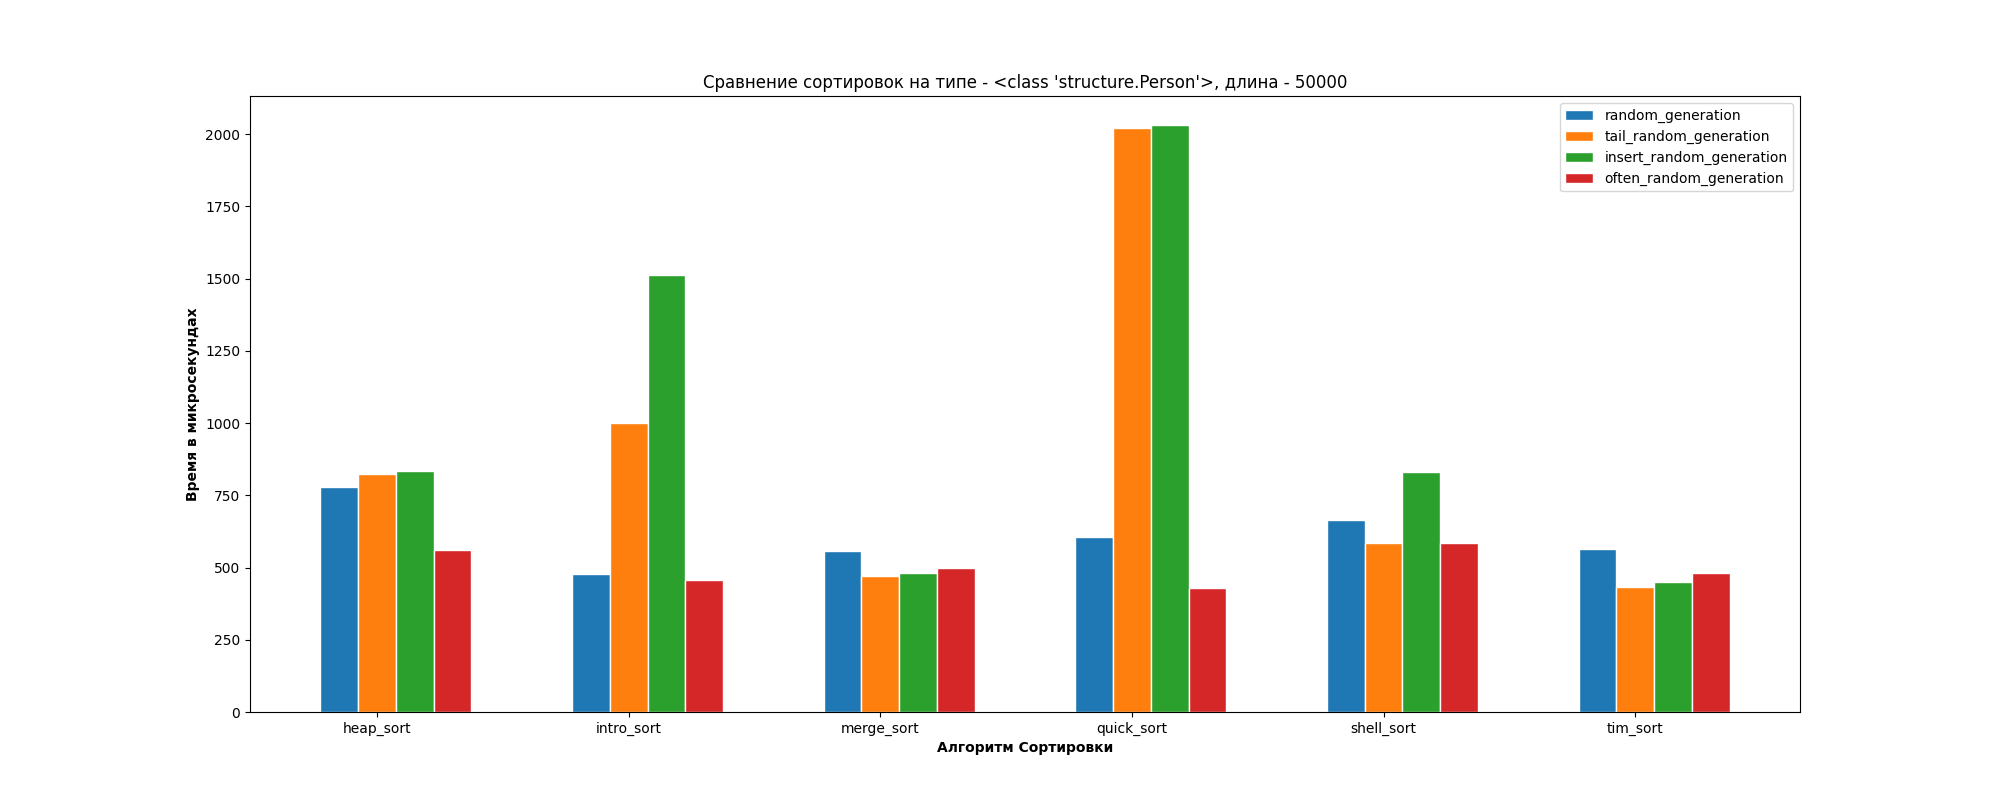 Сравнение сортировок на типе - <class 'structure.Person'>, длина - 50000
random_generation
tail_random_generation
insert_random_generation
often_random_generation
Время в микросекундах
2000
1750
1500
1250
1000
750
500
250
0
heap_sort
intro_sort
merge_sort
quick_sort
shell_sort
tim_sort
Алгоритм Сортировки